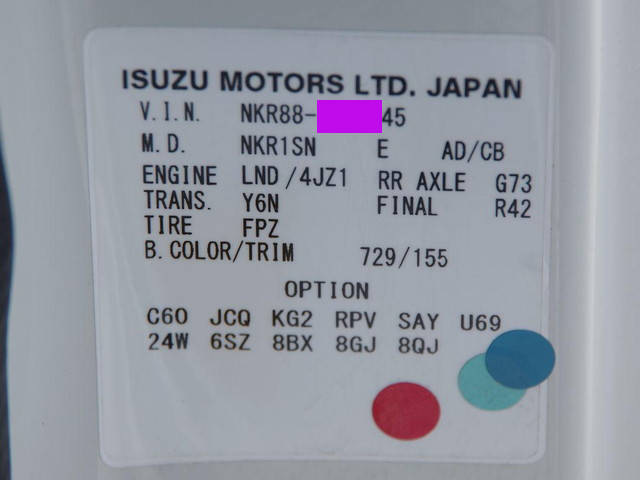 ISUZU MOTORS LTD. JAPAN
V.I.N. NKR88- 45
M.D. NKR1SN E AD/CB
ENGINE LND/4JZ1 RR AXLE G73
TRANS. Y6N FINAL R42
TIRE FPZ
B.COLOR/TRIM 729/155
OPTION
C60 JCQ KG2 RPV SAY U69
24W 6SZ 8BX 8GJ 8QJ